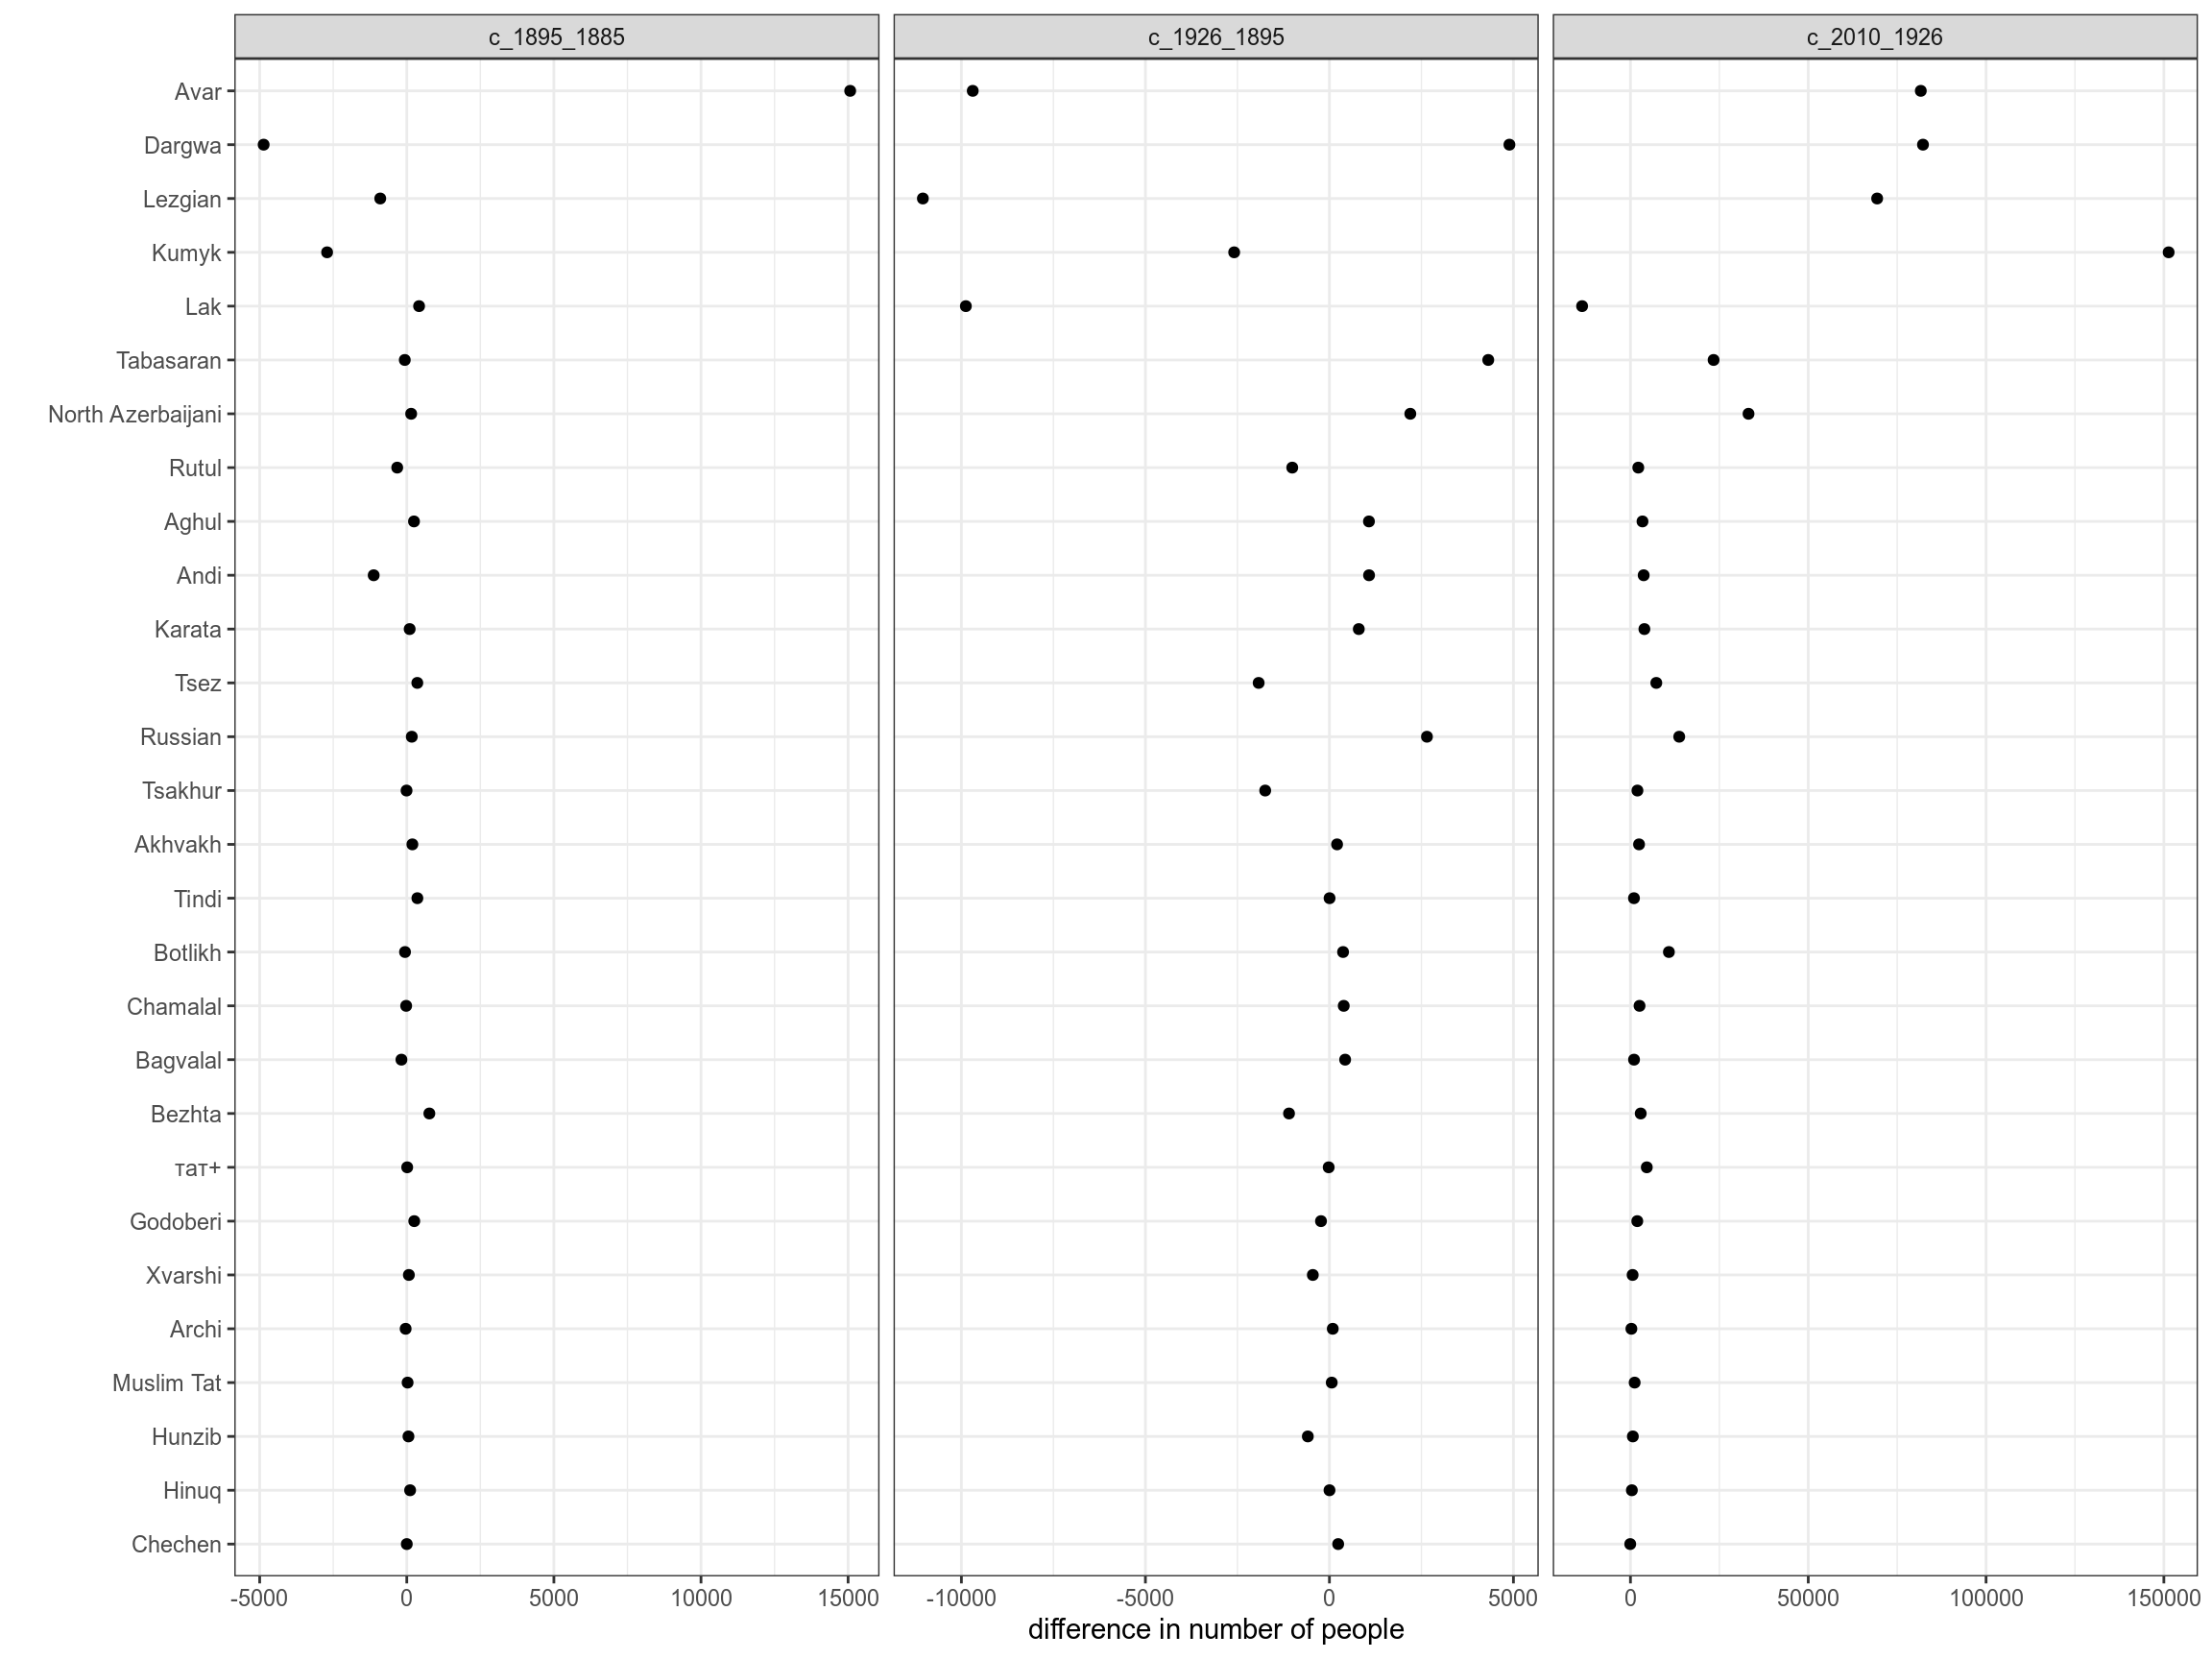 c_1895_1885 c_1926_1895 c_2010_1926
Avar
Dargwa
Lezgian
Kumyk
Lak
Tabasaran
North Azerbaijani
Rutul
Aghul
Andi
Karata
Tsez
Russian
Tsakhur
Akhvakh
Tindi
Botlikh
Chamalal
Bagvalal
Bezhta
тат+
Godoberi
Xvarshi
Archi
Muslim Tat
Hunzib
Hinuq
Chechen
-5000 0 5000 10000 15000 -10000 -5000 0 5000 0 50000 100000 150000
difference in number of people